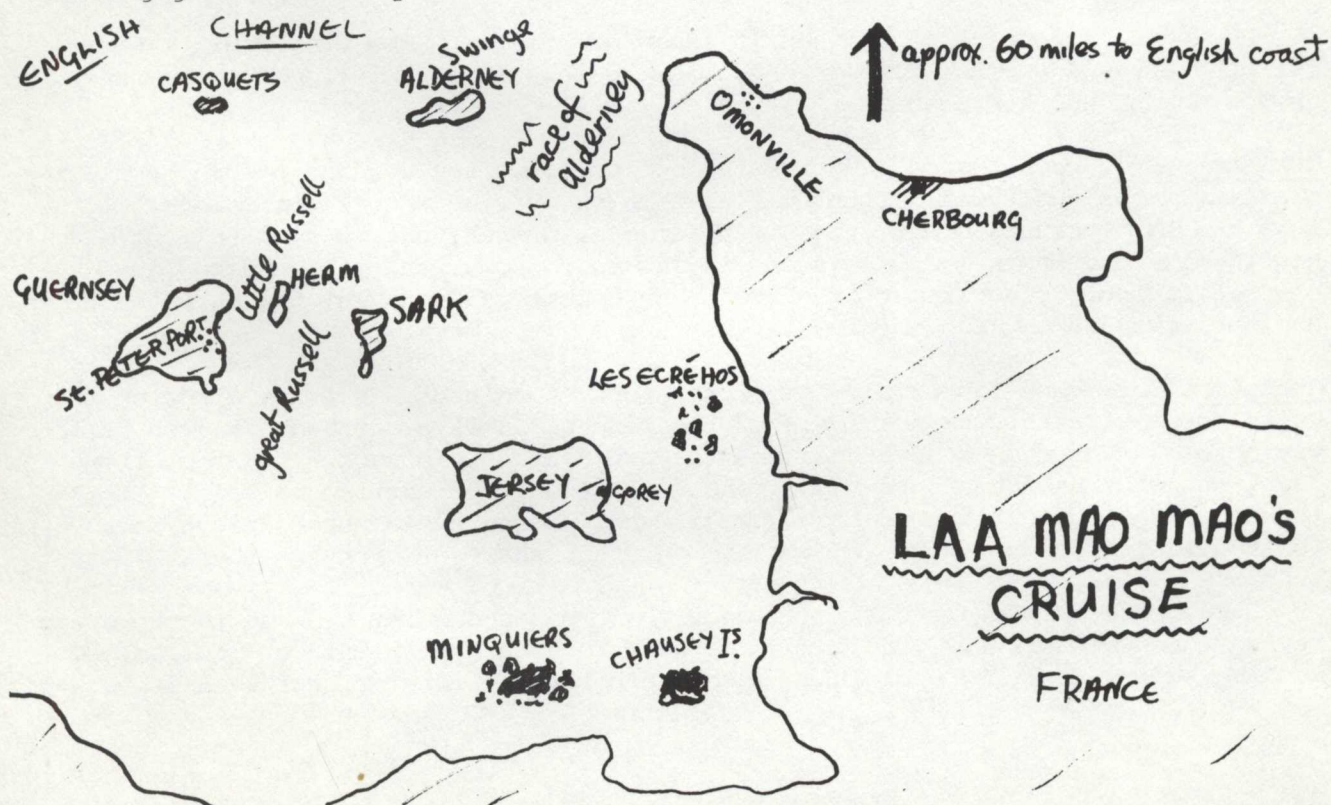 ENGLISH CHANNEL
CASQUETS
Swinge
ALDERNEY
race of
Alderney
approx. 60 miles to English coast
OMONVILLE
CHERBOURG
GUERNSEY
St. PETER PORT
Little Russell
HERM
great Russell
SARK
LES ECRÉHOS
JERSEY
GOREY
LAA MAO MAO'S
CRUISE
FRANCE
MINQUIERS
CHAUSEY Is.